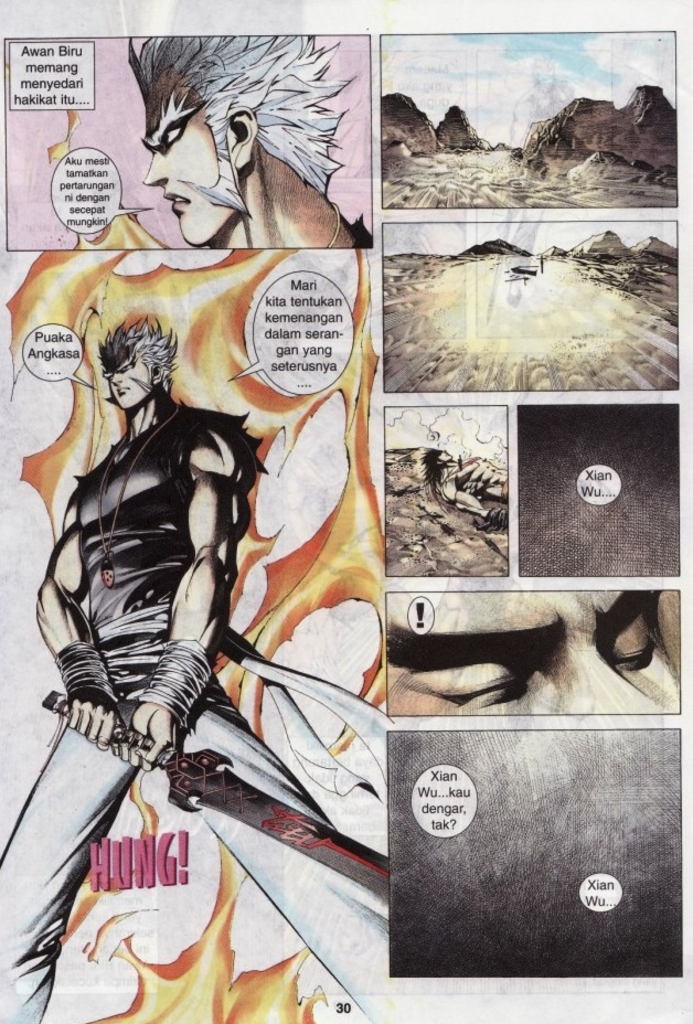 Awan Biru
memang
menyedari
hakikat itu....
Aku mesti
tamatkan
pertarungan
ni dengan
secepat
mungkin!
Puaka
Angkasa
....
Mari
kita tentukan
kemenangan
dalam seran-
gan yang
seterusnya
....
HUNG!
Xian
Wu....
!
Xian
Wu...kau
dengar,
tak?
Xian
Wu...
30